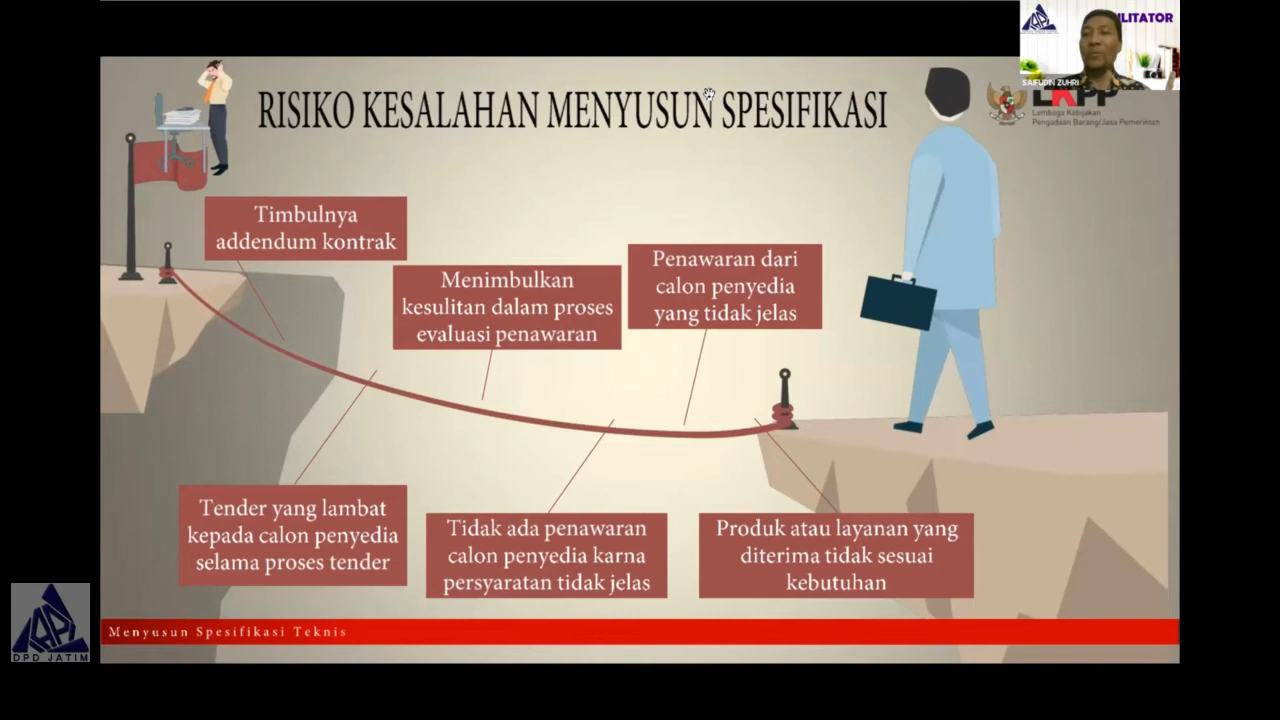 SAIFUDIN ZUHRI
RISIKO KESALAHAN MENYUSUN SPESIFIKASI
LKPP
Lembaga Kebijakan
Pengadaan Barang/Jasa Pemerintah
Timbulnya
addendum kontrak
Menimbulkan
kesulitan dalam proses
evaluasi penawaran
Penawaran dari
calon penyedia
yang tidak jelas
Tender yang lambat
kepada calon penyedia
selama proses tender
Tidak ada penawaran
calon penyedia karna
persyaratan tidak jelas
Produk atau layanan yang
diterima tidak sesuai
kebutuhan
Menyusun Spesifikasi Teknis
DPD JATIM